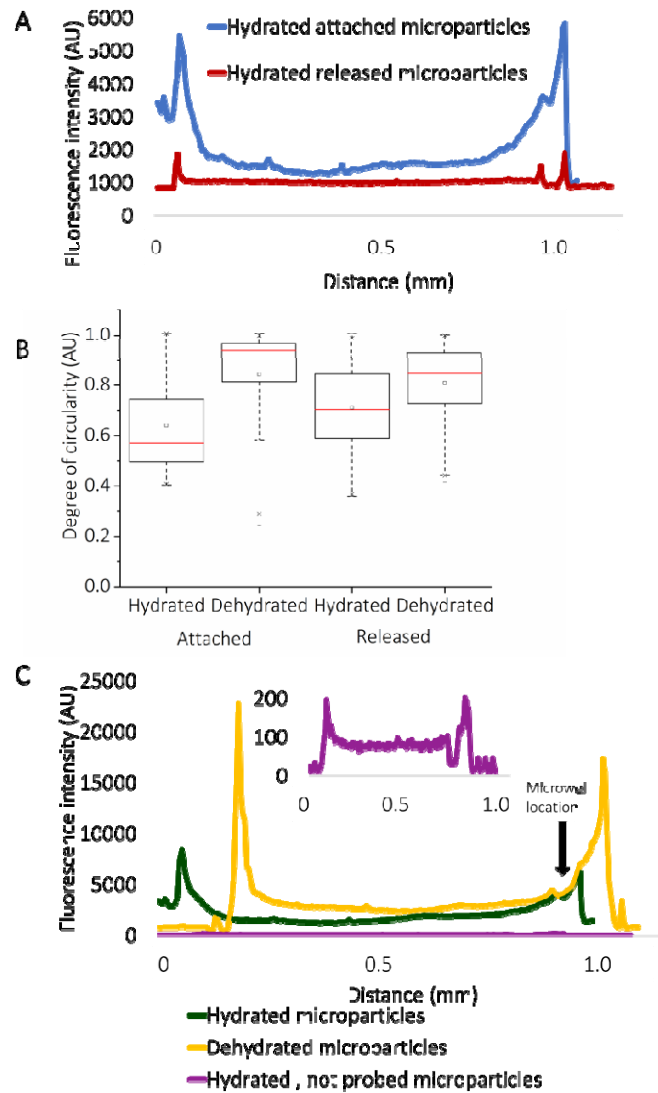 A
Fluorescence intensity (AU)
6000
5000
4000
3000
2000
1000
0
Hydrated attached microparticles
Hydrated released microparticles
0 0.5 1.0
Distance (mm)
B
Degree of circularity (AU)
1.0
0.8
0.6
0.4
0.2
0.0
Hydrated Dehydrated Hydrated Dehydrated
Attached Released
C
Fluorescence intensity (AU)
25000
20000
15000
10000
5000
0
200
100
0
0 0.5 1.0
location
0 0.5 1.0
Distance (mm)
Hydrated microparticles
Dehydrated microparticles
Hydrated , not probed microparticles